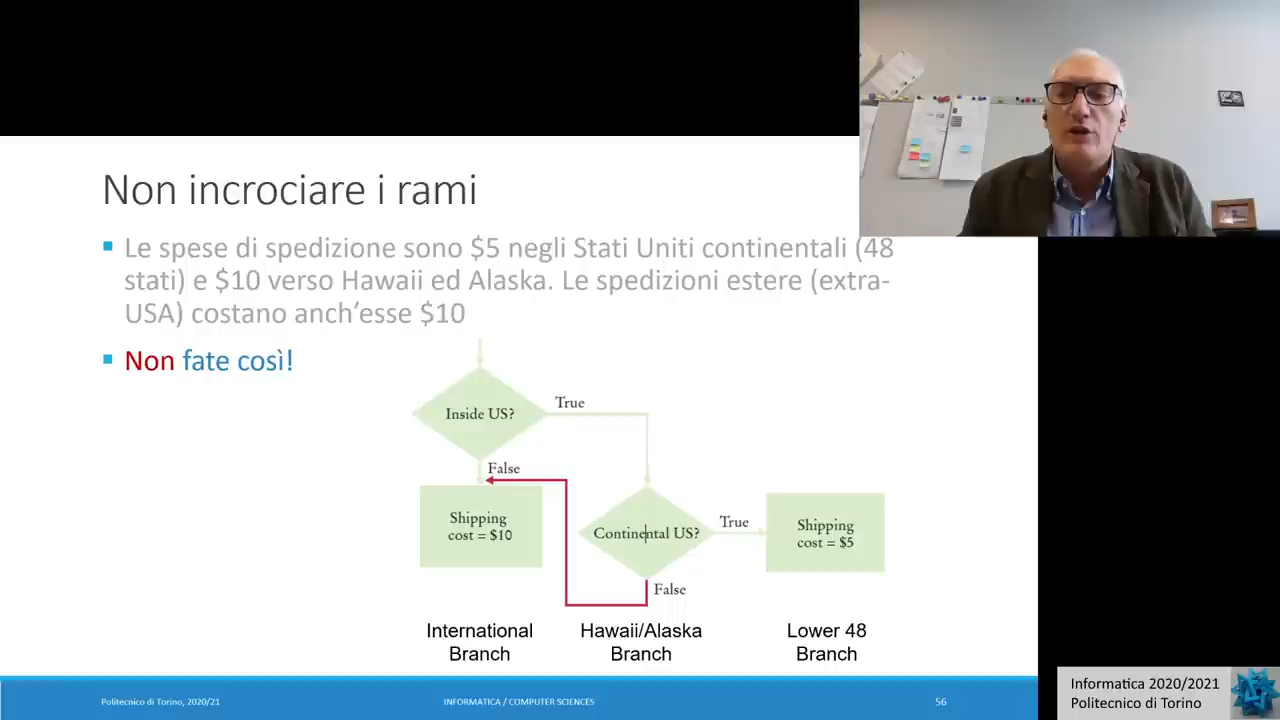 Non incrociare i rami
Le spese di spedizione sono $5 negli Stati Uniti continentali (48
stati) e $10 verso Hawaii ed Alaska. Le spedizioni estere (extra-
USA) costano anch’esse $10
Non fate così!
Inside US?
True
False
Shipping
cost = $10
Continental US?
True
Shipping
cost = $5
False
International
Branch
Hawaii/Alaska
Branch
Lower 48
Branch
Politecnico di Torino, 2020/21
INFORMATICA / COMPUTER SCIENCES
56
Informatica 2020/2021
Politecnico di Torino